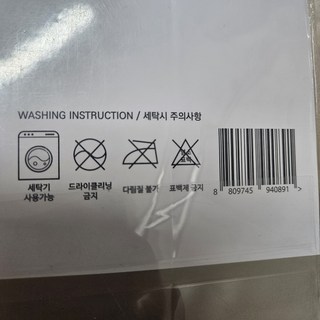 WASHING INSTRUCTION / 세탁시 주의사항
세탁기
사용가능
드라이클리닝
금지
다림질 불가
표백제 금지
8 809745 940891 >